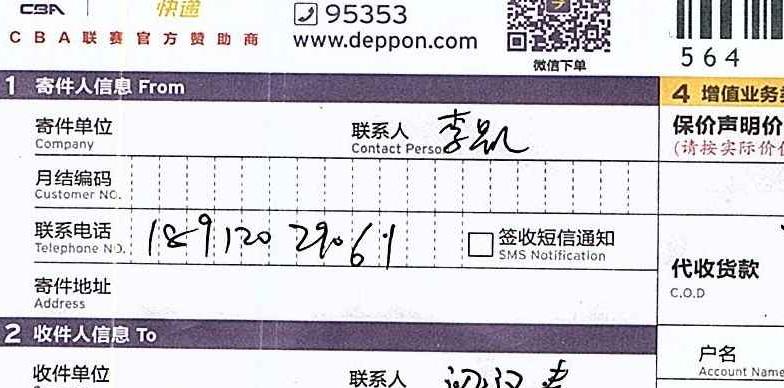 CBA 快递 95353
CBA联赛官方赞助商 www.deppon.com
微信下单
564
1 寄件人信息 From
4 增值业务
寄件单位 联系人 李凯
Company Contact Person
保价声明价
(请按实际价值
月结编码
Customer NO.
联系电话 18912029061
Telephone NO.
签收短信通知
SMS Notification
代收货款
C.O.D
寄件地址
Address
2 收件人信息 To
户名
Account Name
收件单位 联系人